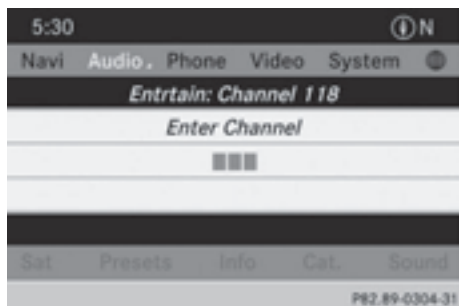 5:30 N
Navi Audio. Phone Video System
Entrtain: Channel 118
Enter Channel
Sat Presets Info Cat. Sound
P82.89-0304-31